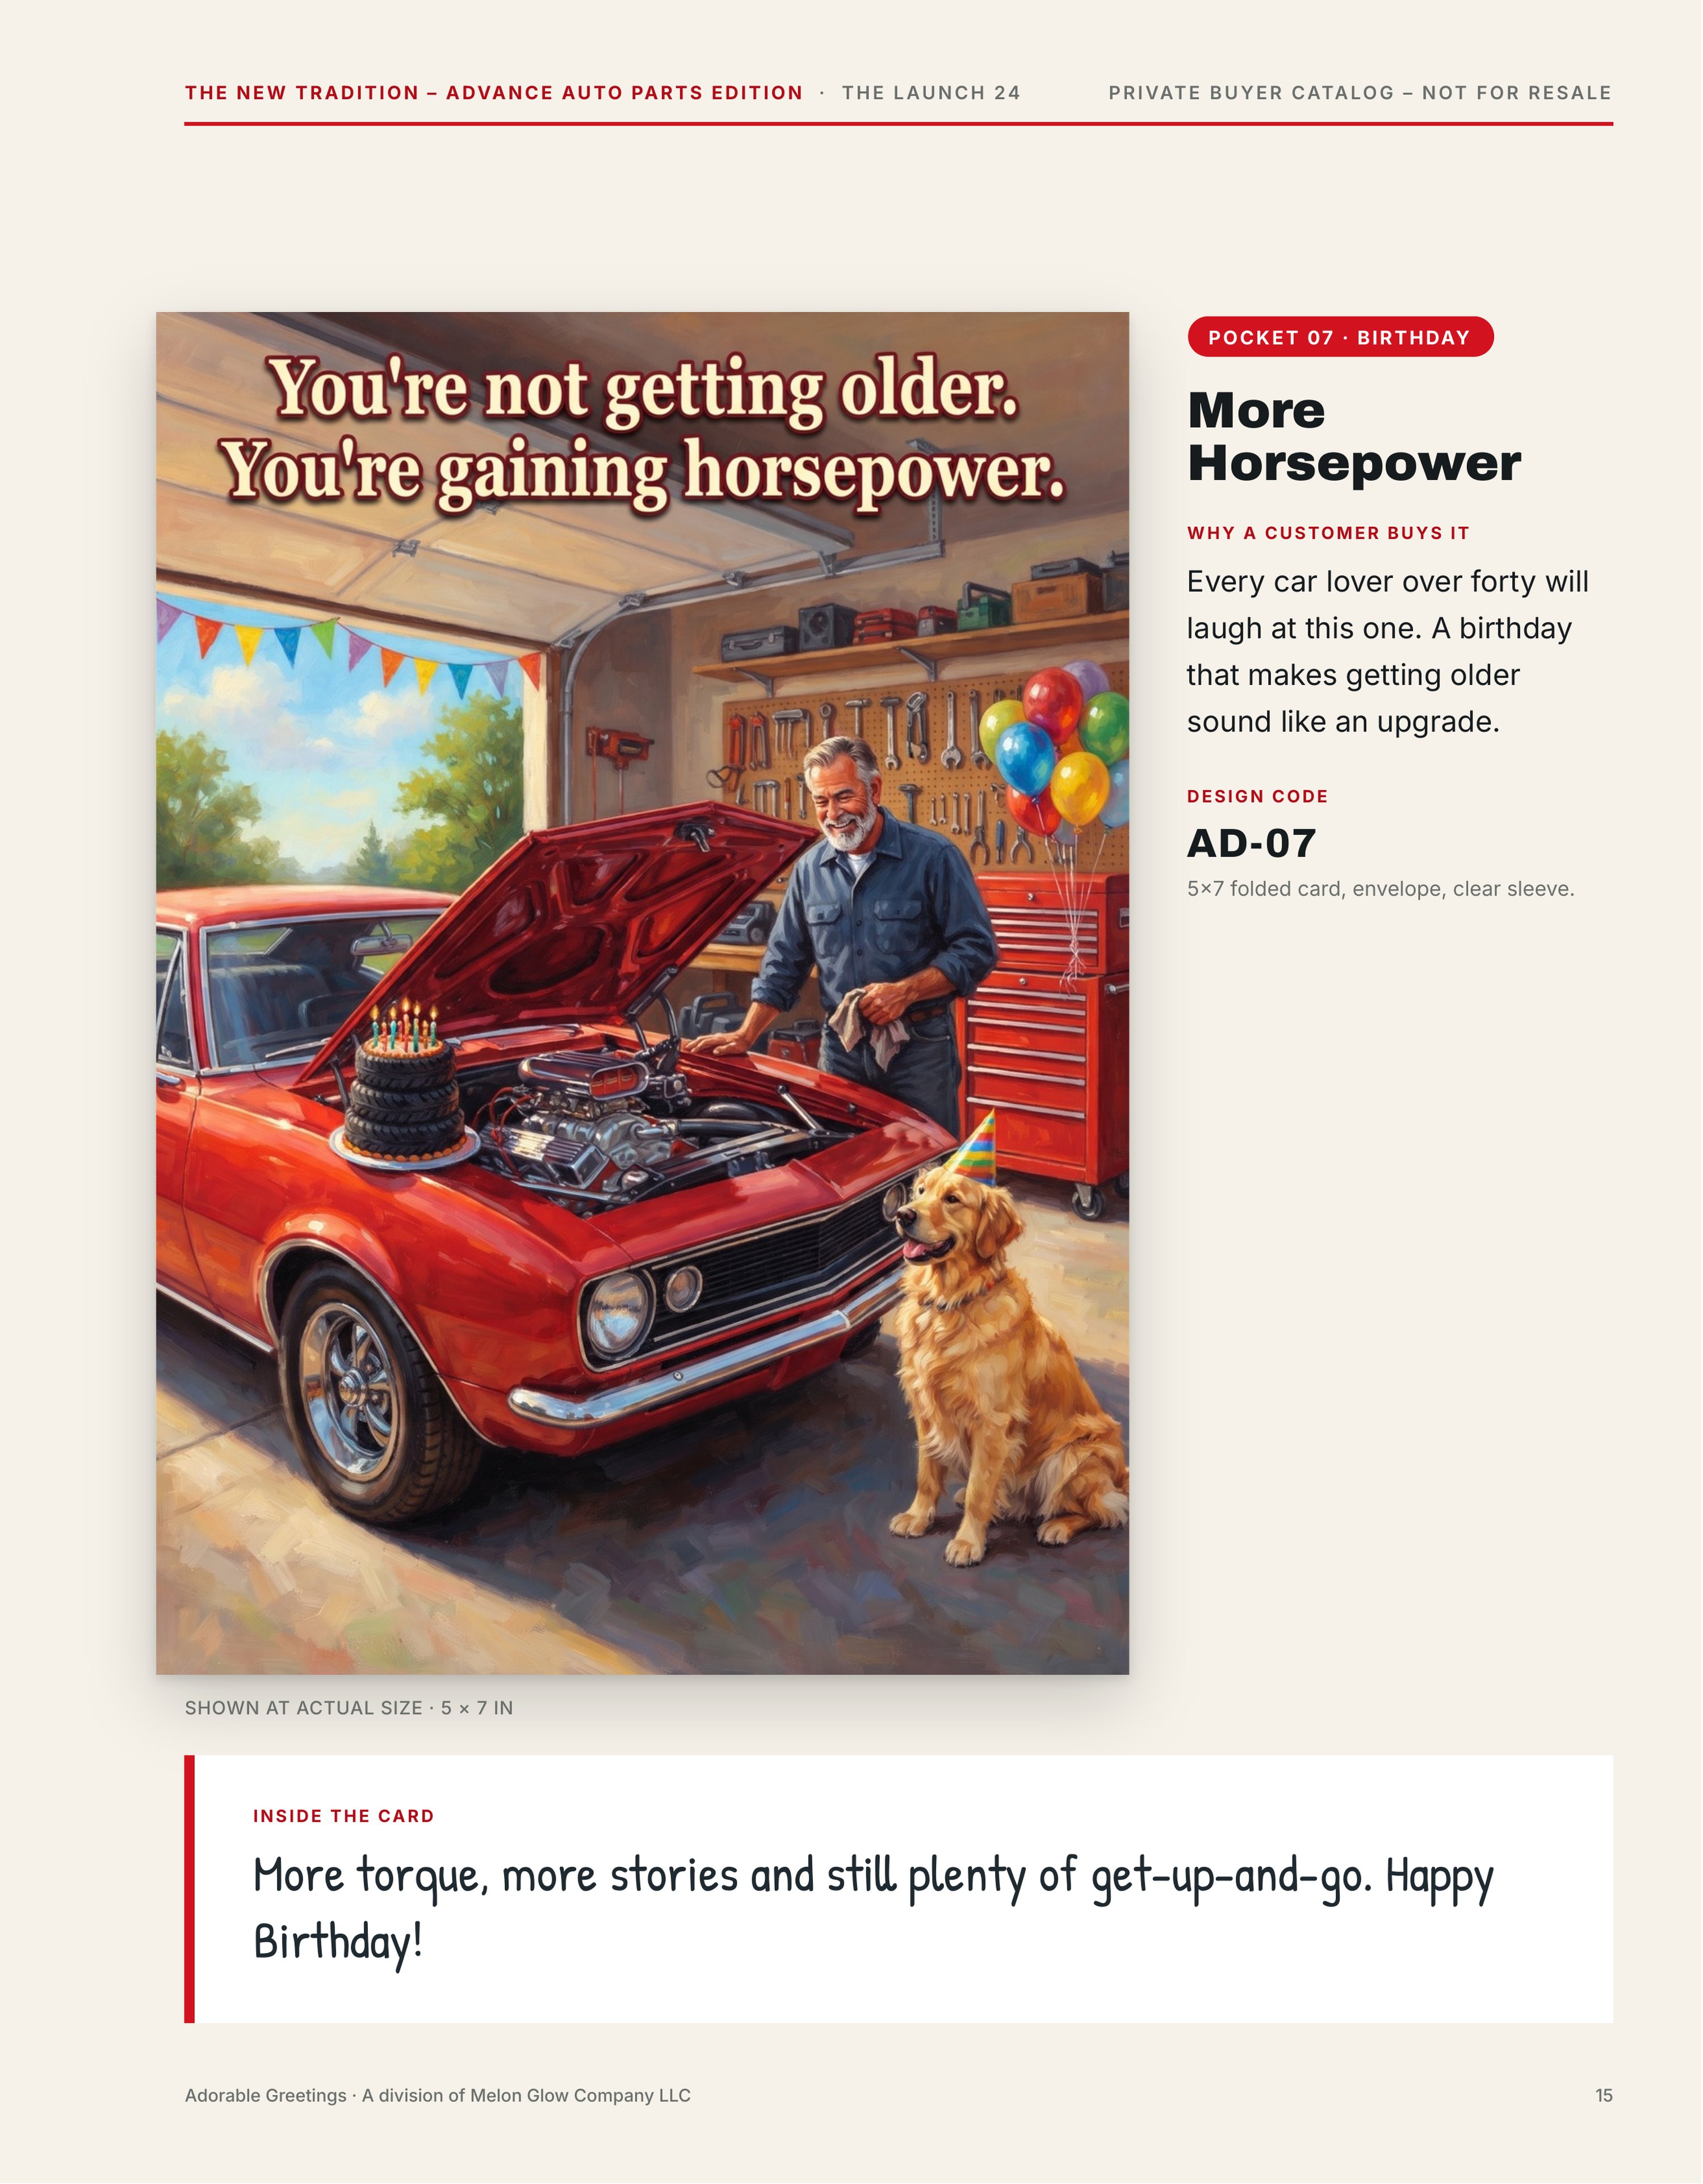 THE NEW TRADITION – ADVANCE AUTO PARTS EDITION · THE LAUNCH 24
PRIVATE BUYER CATALOG – NOT FOR RESALE
You're not getting older.
You're gaining horsepower.
POCKET 07 · BIRTHDAY
More
Horsepower
WHY A CUSTOMER BUYS IT
Every car lover over forty will
laugh at this one. A birthday
that makes getting older
sound like an upgrade.
DESIGN CODE
AD-07
5×7 folded card, envelope, clear sleeve.
SHOWN AT ACTUAL SIZE · 5 × 7 IN
INSIDE THE CARD
More torque, more stories and still plenty of get-up-and-go. Happy
Birthday!
Adorable Greetings · A division of Melon Glow Company LLC
15